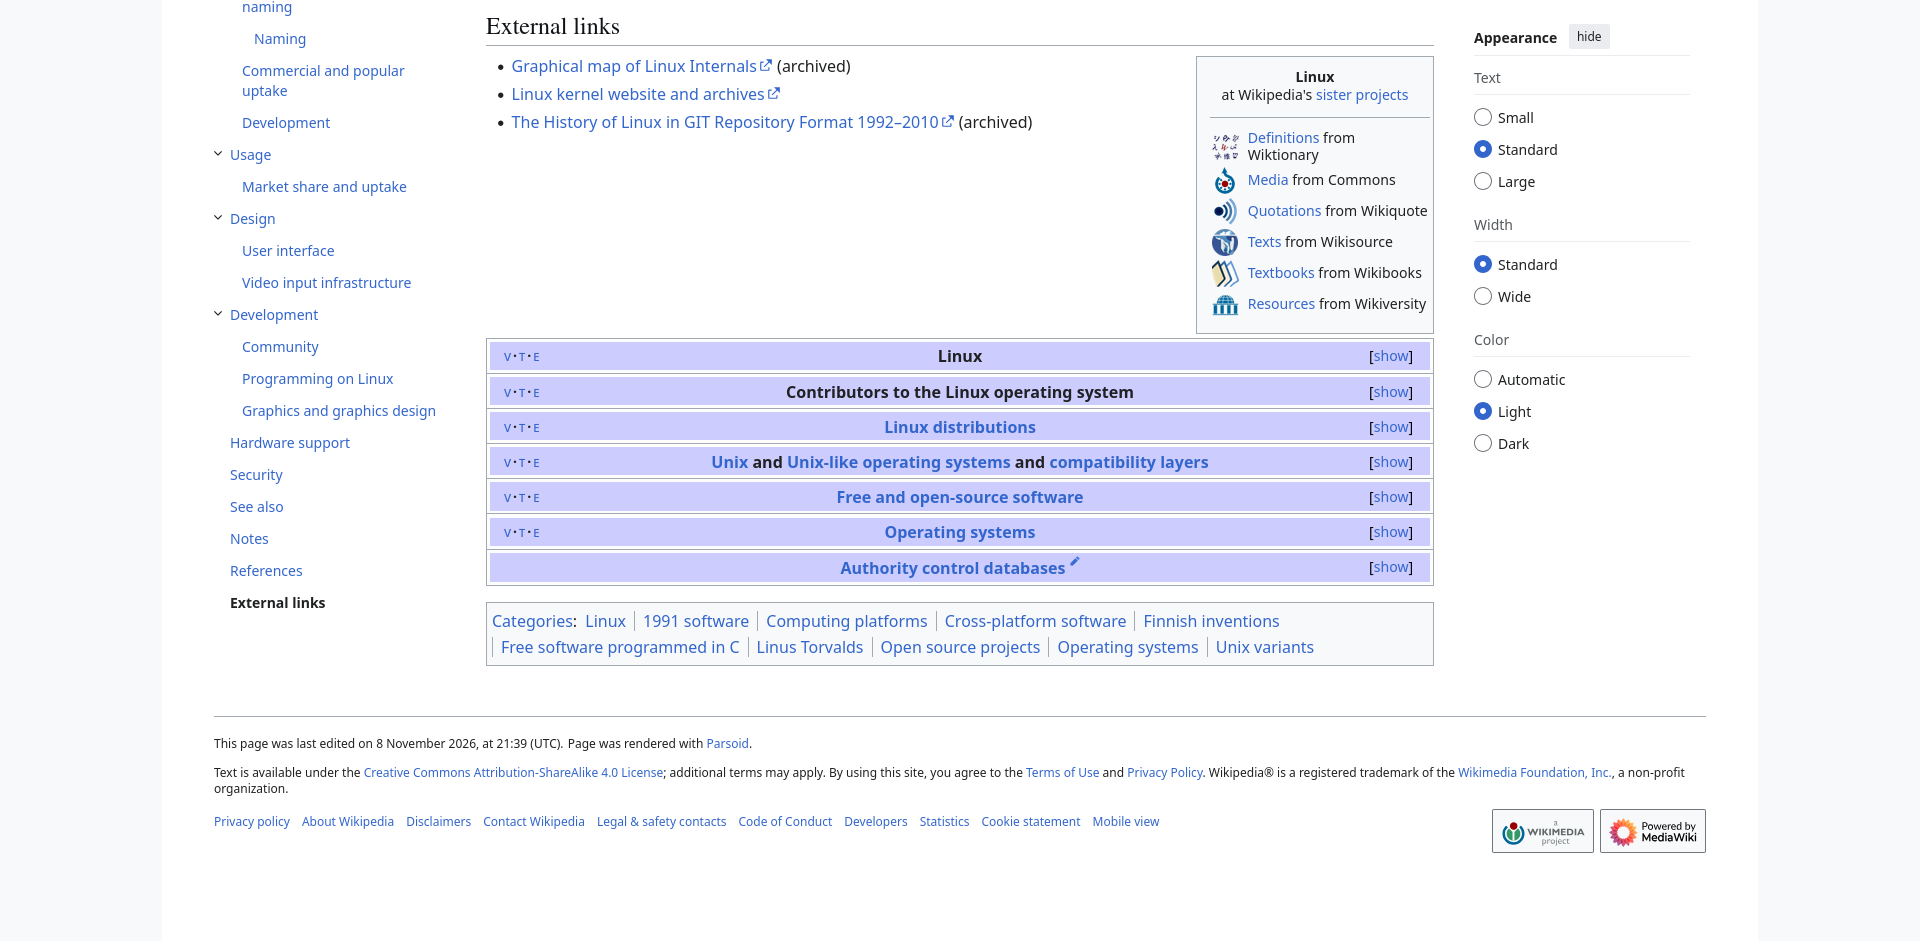 naming
Naming
Commercial and popular
uptake
Development
Usage
Market share and uptake
Design
User interface
Video input infrastructure
Development
Community
Programming on Linux
Graphics and graphics design
Hardware support
Security
See also
Notes
References
External links
External links
Graphical map of Linux Internals (archived)
Linux kernel website and archives
The History of Linux in GIT Repository Format 1992–2010 (archived)
Linux
at Wikipedia's sister projects
Definitions from
Wiktionary
Media from Commons
Quotations from Wikiquote
Texts from Wikisource
Textbooks from Wikibooks
Resources from Wikiversity
V·T·E Linux [show]
V·T·E Contributors to the Linux operating system [show]
V·T·E Linux distributions [show]
V·T·E Unix and Unix-like operating systems and compatibility layers [show]
V·T·E Free and open-source software [show]
V·T·E Operating systems [show]
Authority control databases [show]
Categories: Linux | 1991 software | Computing platforms | Cross-platform software | Finnish inventions
| Free software programmed in C | Linus Torvalds | Open source projects | Operating systems | Unix variants
Appearance hide
Text
Small
Standard
Large
Width
Standard
Wide
Color
Automatic
Light
Dark
This page was last edited on 8 November 2026, at 21:39 (UTC). Page was rendered with Parsoid.
Text is available under the Creative Commons Attribution-ShareAlike 4.0 License; additional terms may apply. By using this site, you agree to the Terms of Use and Privacy Policy. Wikipedia® is a registered trademark of the Wikimedia Foundation, Inc., a non-profit
organization.
Privacy policy About Wikipedia Disclaimers Contact Wikipedia Legal & safety contacts Code of Conduct Developers Statistics Cookie statement Mobile view
a
WIKIMEDIA
project
Powered by
MediaWiki